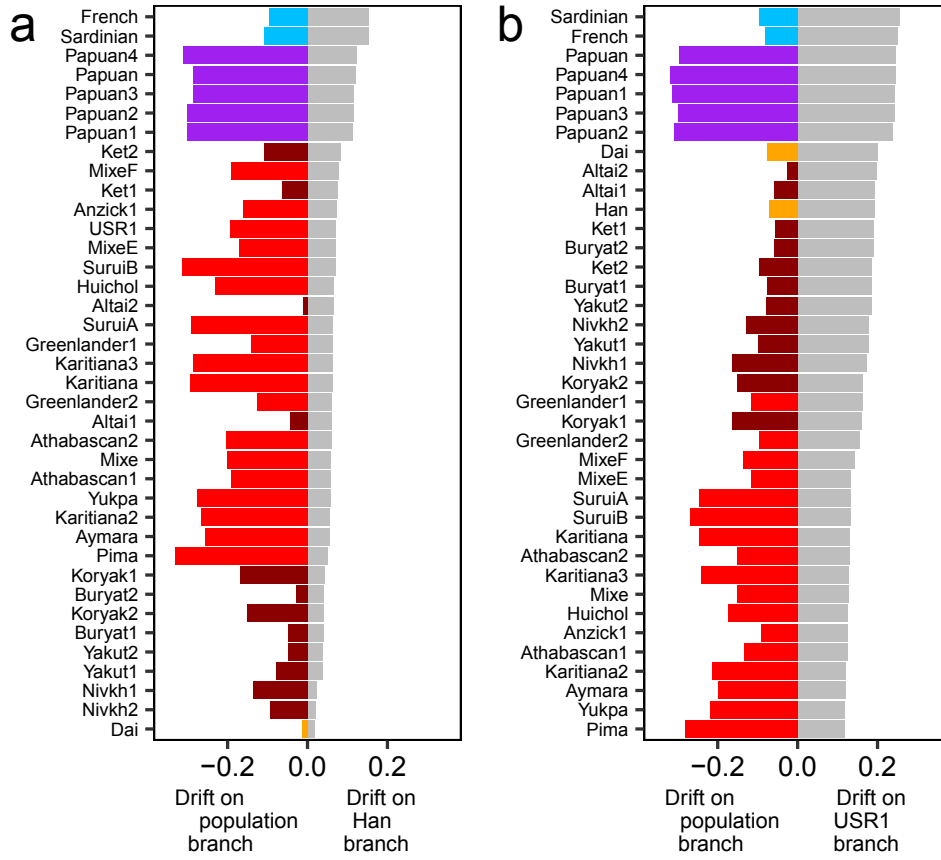 a
French
Sardinian
Papuan4
Papuan
Papuan3
Papuan2
Papuan1
Ket2
MixeF
Ket1
Anzick1
USR1
MixeE
SuruiB
Huichol
Altai2
SuruiA
Greenlander1
Karitiana3
Karitiana
Greenlander2
Altai1
Athabascan2
Mixe
Athabascan1
Yukpa
Karitiana2
Aymara
Pima
Koryak1
Buryat2
Koryak2
Buryat1
Yakut2
Yakut1
Nivkh1
Nivkh2
Dai
−0.2 0.0 0.2
Drift on population branch
Drift on Han branch
b
Sardinian
French
Papuan
Papuan4
Papuan1
Papuan3
Papuan2
Dai
Altai2
Altai1
Han
Ket1
Buryat2
Ket2
Buryat1
Yakut2
Nivkh2
Yakut1
Nivkh1
Koryak2
Greenlander1
Koryak1
Greenlander2
MixeF
MixeE
SuruiA
SuruiB
Karitiana
Athabascan2
Karitiana3
Mixe
Huichol
Anzick1
Athabascan1
Karitiana2
Aymara
Yukpa
Pima
−0.2 0.0 0.2
Drift on population branch
Drift on USR1 branch